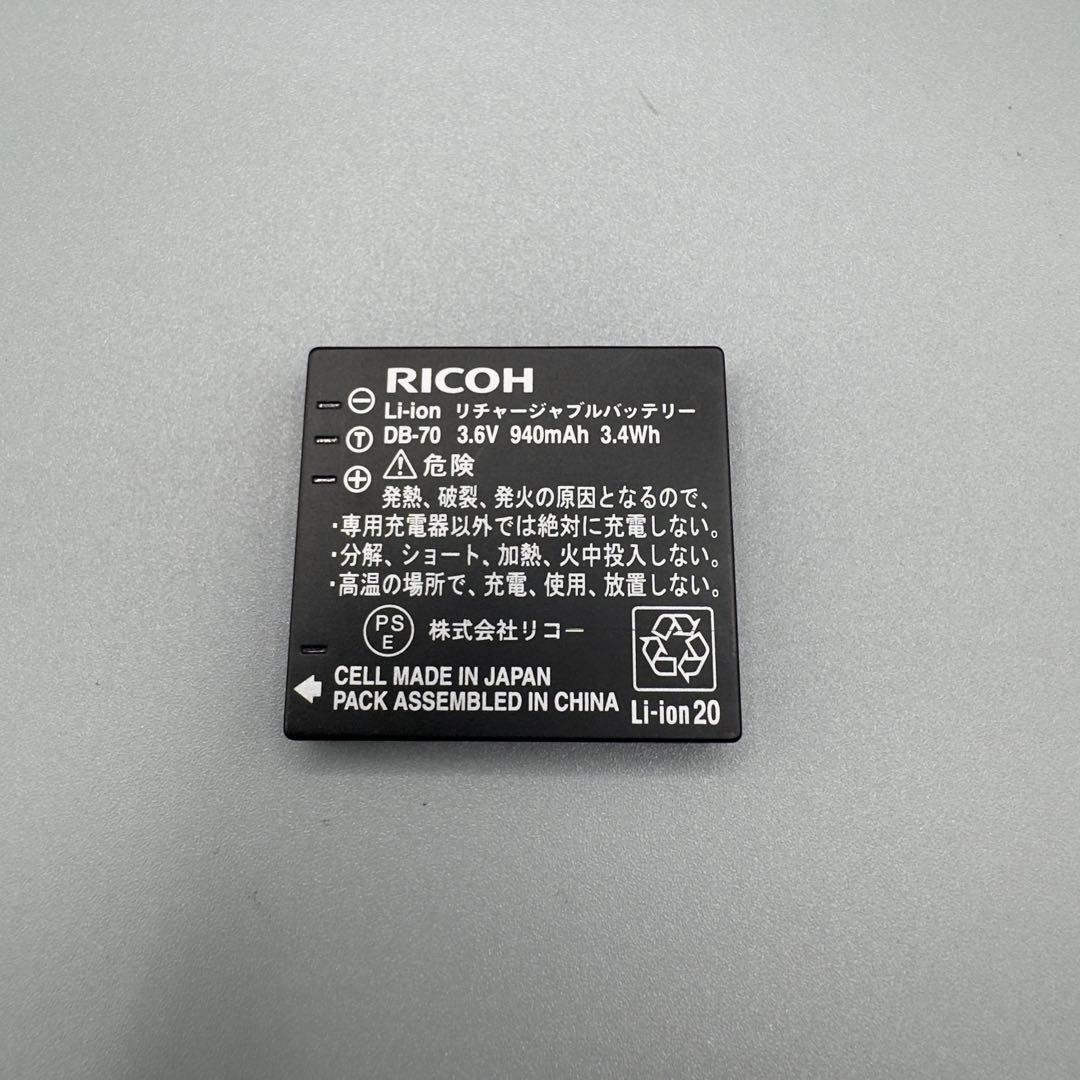 RICOH
⊖ Li-ion リチャージャブルバッテリー
Ⓣ DB-70 3.6V 940mAh 3.4Wh
⊕ ⚠危険
発熱、破裂、発火の原因となるので、
・専用充電器以外では絶対に充電しない。
・分解、ショート、加熱、火中投入しない。
・高温の場所で、充電、使用、放置しない。
PS
E
株式会社リコー
CELL MADE IN JAPAN
PACK ASSEMBLED IN CHINA
Li-ion20